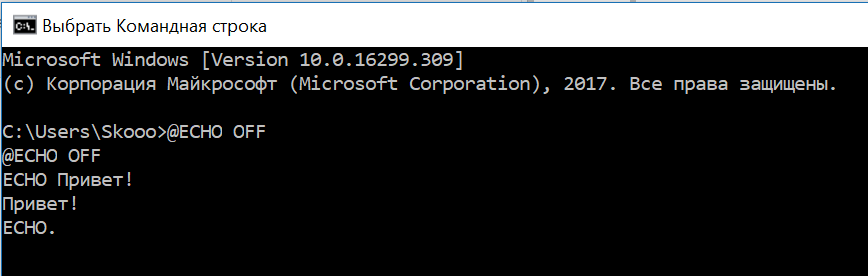 Выбрать Командная строка
Microsoft Windows [Version 10.0.16299.309]
(c) Корпорация Майкрософт (Microsoft Corporation), 2017. Все права защищены.
C:\Users\Skooo>@ECHO OFF
@ECHO OFF
ECHO Привет!
Привет!
ECHO.